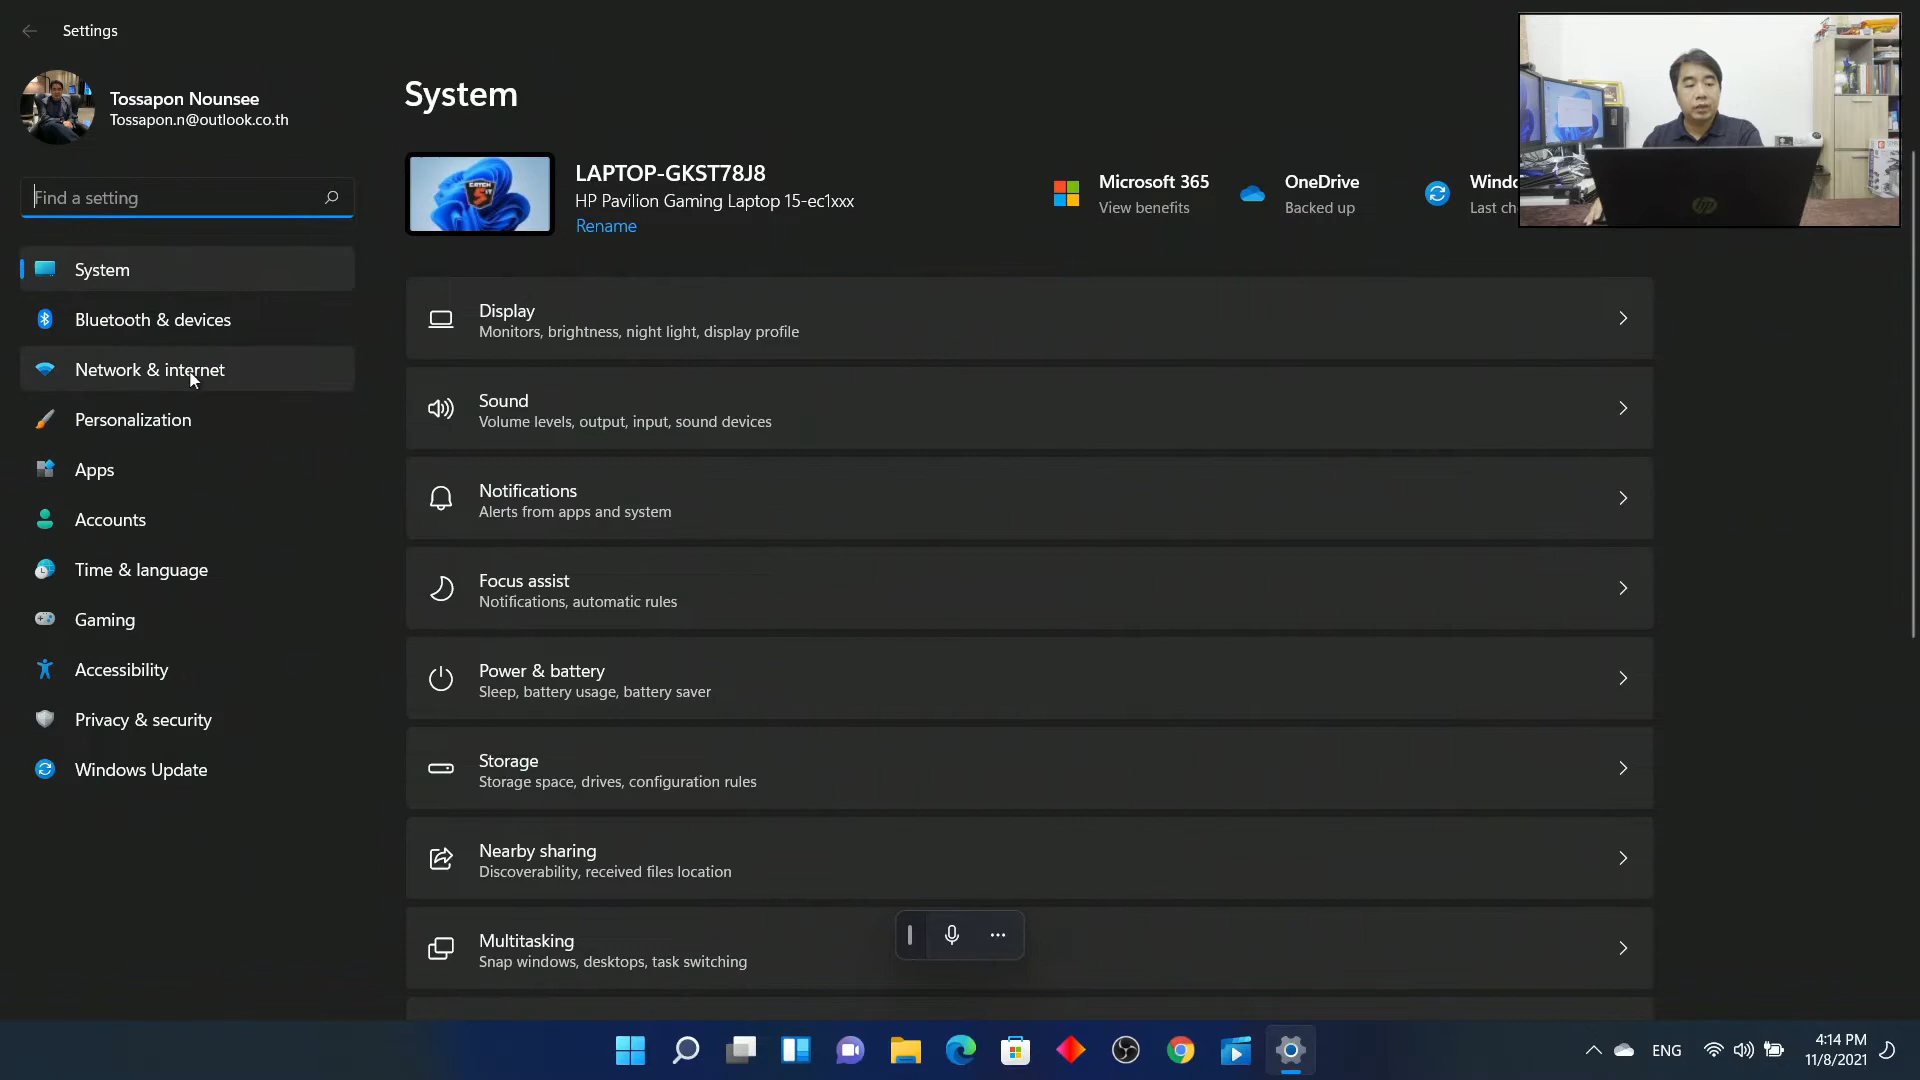 Settings
Tossapon Nounsee
Tossapon.n@outlook.co.th
Find a setting
System
Bluetooth & devices
Network & internet
Personalization
Apps
Accounts
Time & language
Gaming
Accessibility
Privacy & security
Windows Update
System
LAPTOP-GKST78J8
HP Pavilion Gaming Laptop 15-ec1xxx
Rename
Microsoft 365
View benefits
OneDrive
Backed up
Windo
Last ch
Display
Monitors, brightness, night light, display profile
Sound
Volume levels, output, input, sound devices
Notifications
Alerts from apps and system
Focus assist
Notifications, automatic rules
Power & battery
Sleep, battery usage, battery saver
Storage
Storage space, drives, configuration rules
Nearby sharing
Discoverability, received files location
Multitasking
Snap windows, desktops, task switching
ENG
4:14 PM
11/8/2021